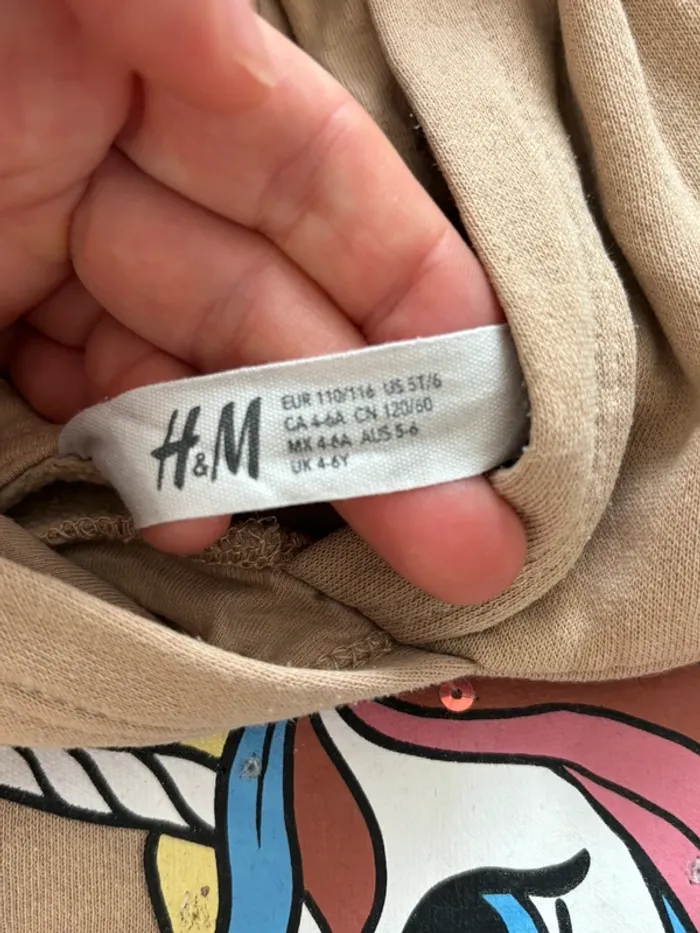 H&M
EUR 110/116 US 5T/6
CA 4-6A CN 120/60
MX 4-6A AUS 5-6
UK 4-6Y